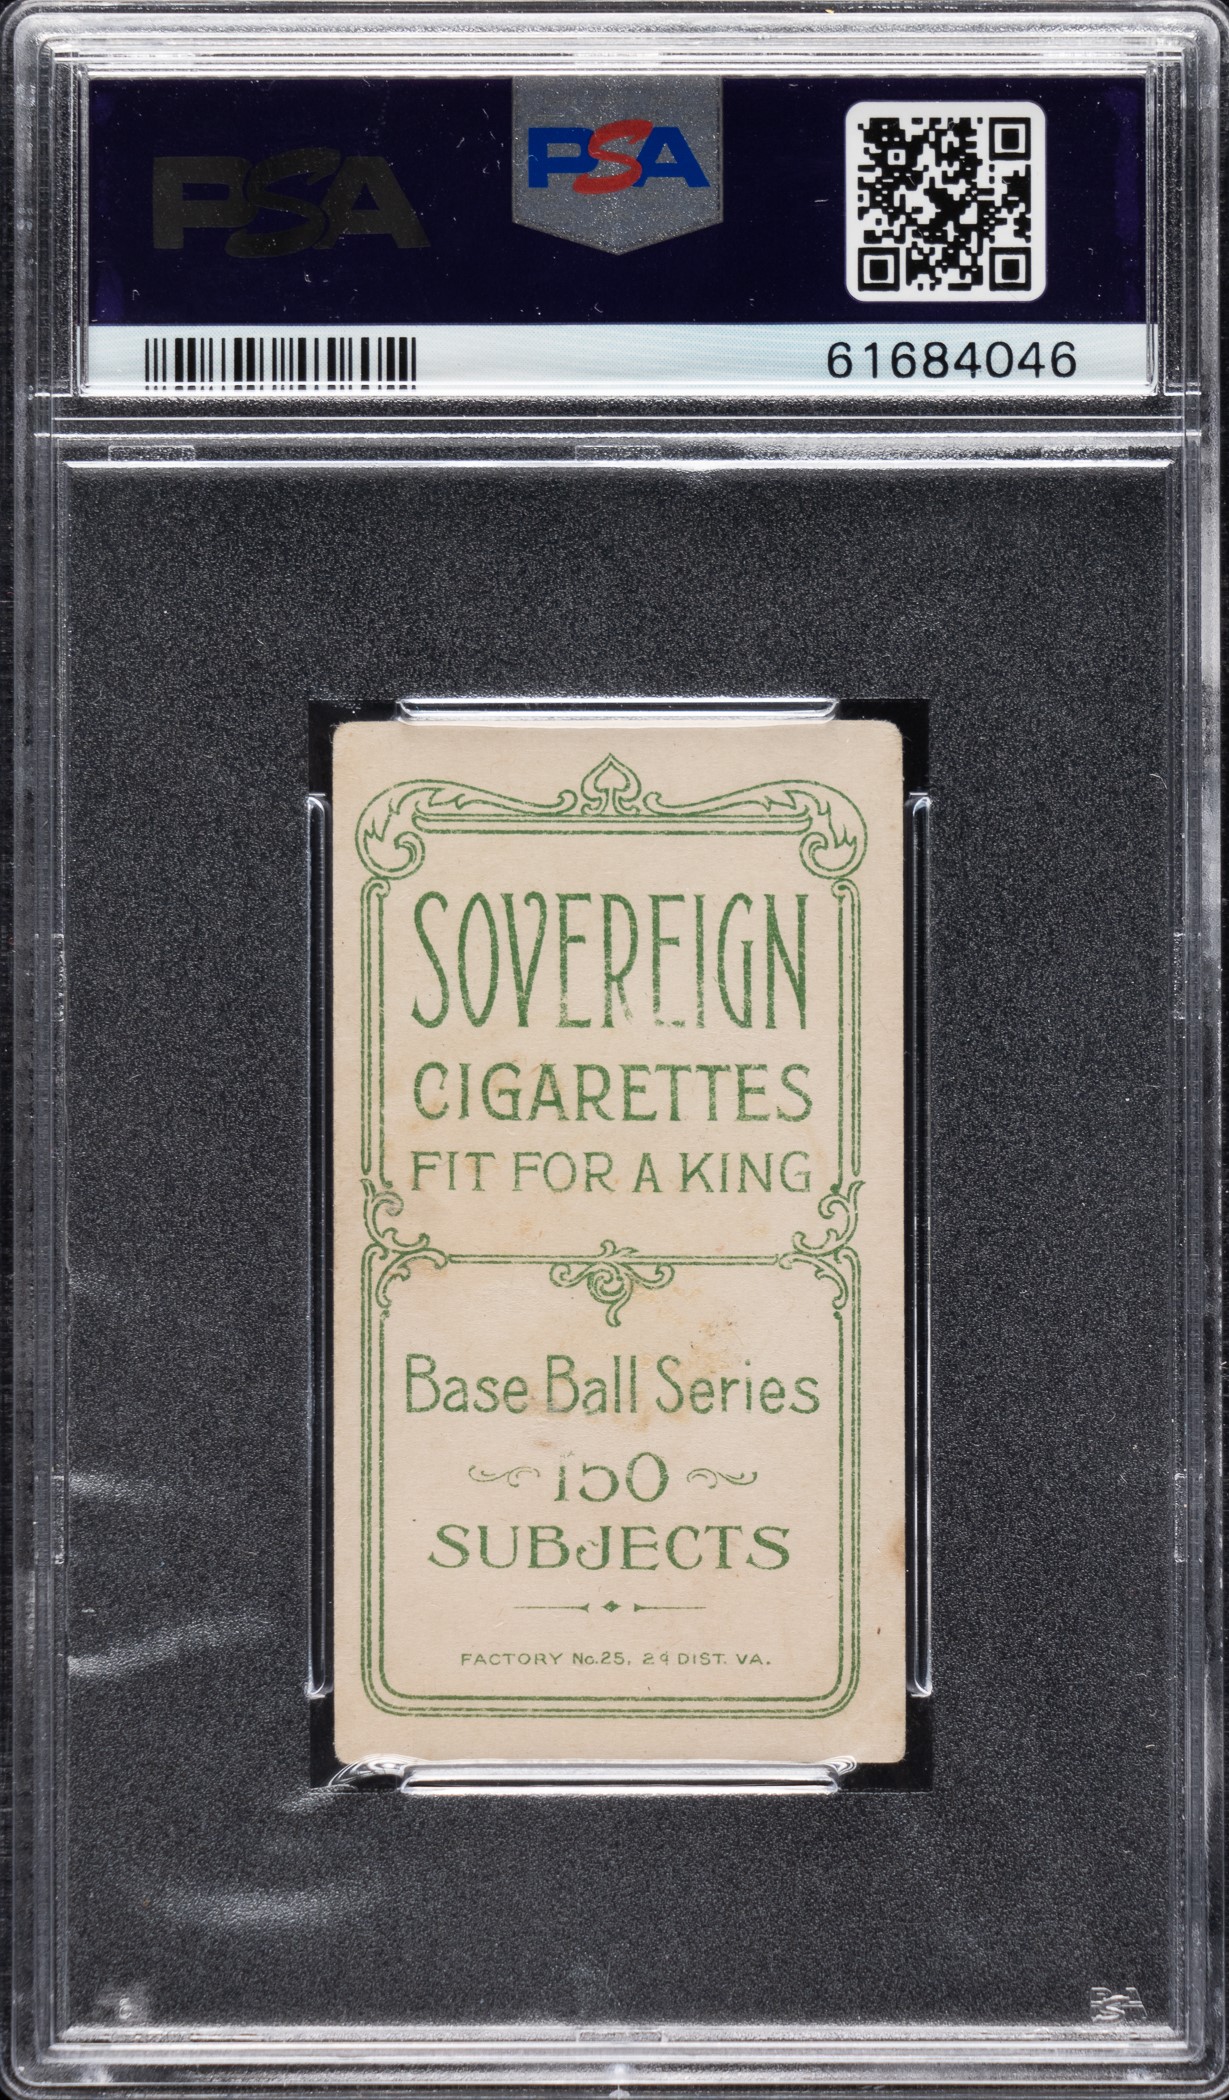 PSA
PSA
61684046
SOVEREIGN
CIGARETTES
FIT FOR A KING
Base Ball Series
150
SUBJECTS
FACTORY No. 25, 2d DIST. VA.
PSA